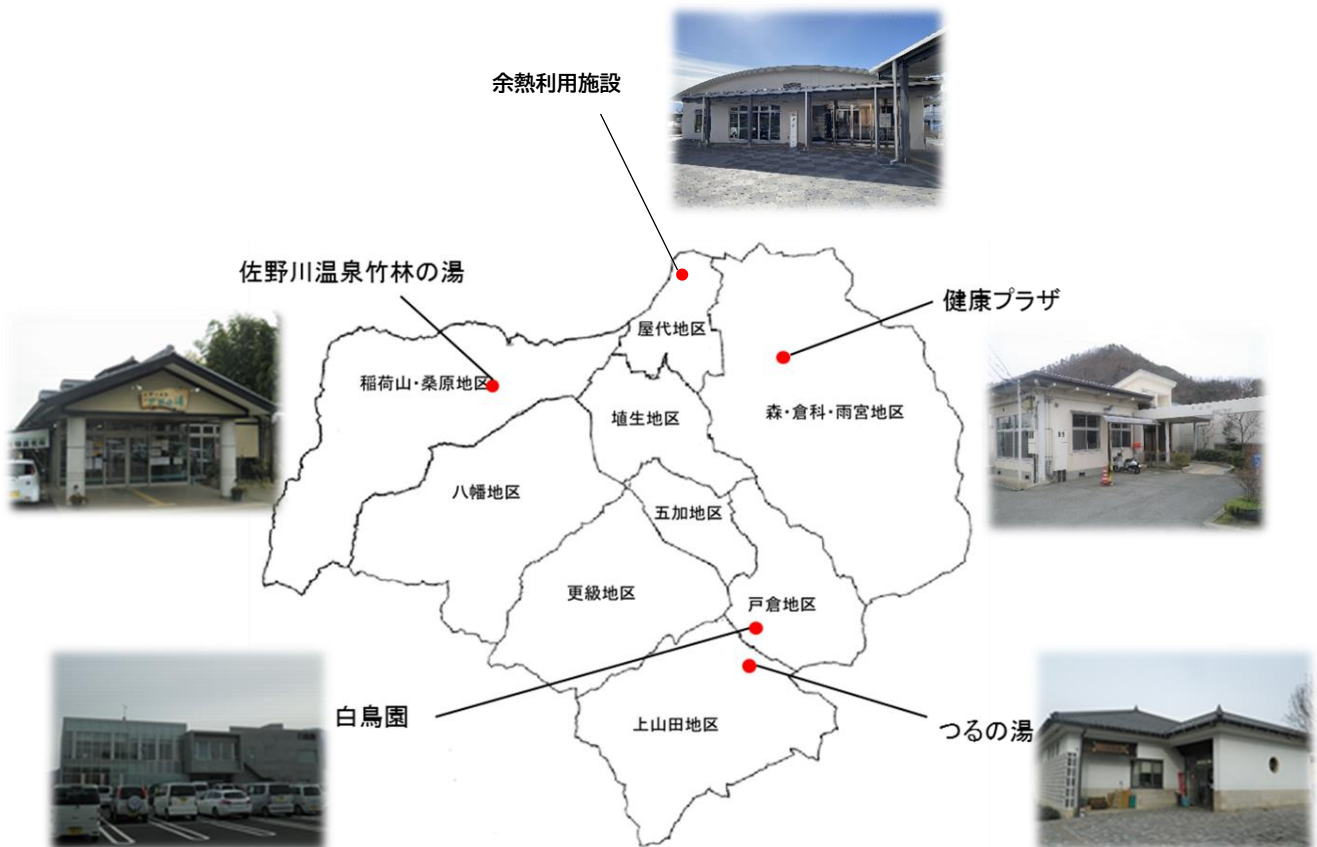 余熱利用施設
佐野川温泉竹林の湯
健康プラザ
屋代地区
稲荷山・桑原地区
埴生地区
森・倉科・雨宮地区
八幡地区
五加地区
更級地区
戸倉地区
白鳥園
上山田地区
つるの湯